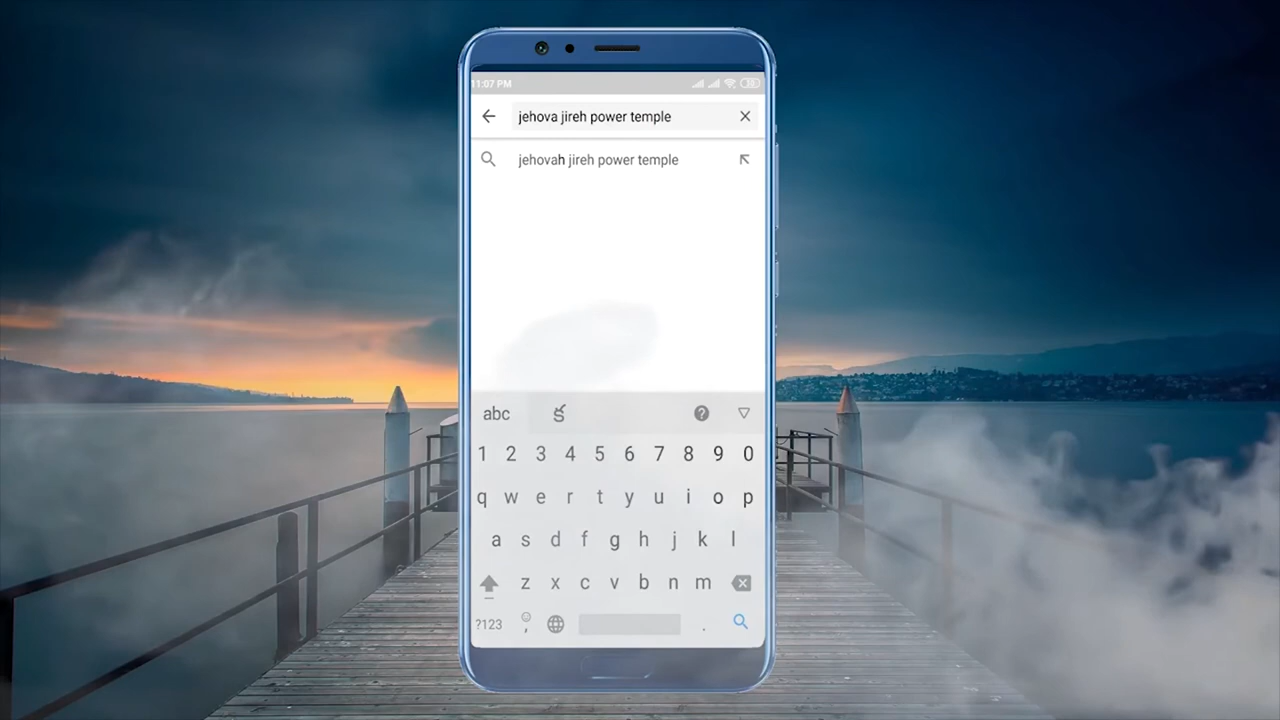 11:07 PM 39
jehova jireh power temple
jehovah jireh power temple
abc క
1 2 3 4 5 6 7 8 9 0
q w e r t y u i o p
a s d f g h j k l
z x c v b n m
?123 , .